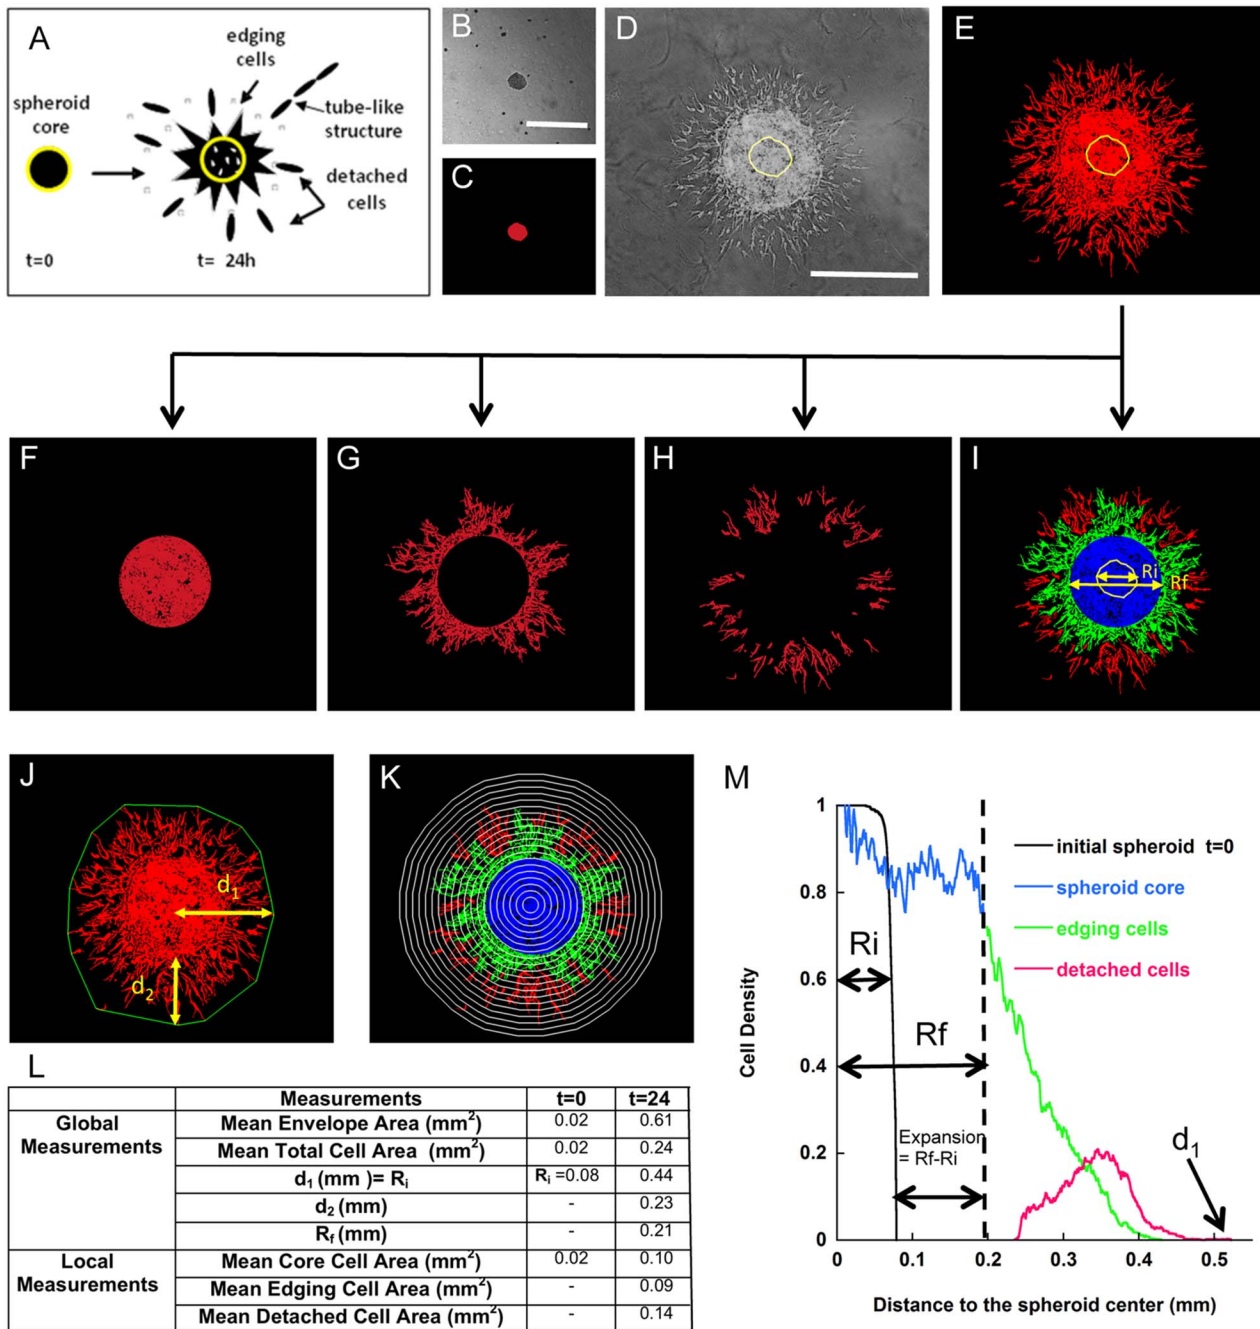 A
edging
cells
spheroid
core
tube-like
structure
detached
cells
t=0
t= 24h
B
C
D
E
F
G
H
I
Ri
Rf
J
d1
d2
K
L
Measurements t=0 t=24
Global Measurements
Mean Envelope Area (mm²) 0.02 0.61
Mean Total Cell Area (mm²) 0.02 0.24
d₁ (mm )= Rᵢ Rᵢ =0.08 0.44
d₂ (mm) - 0.23
Rf (mm) - 0.21
Local Measurements
Mean Core Cell Area (mm²) 0.02 0.10
Mean Edging Cell Area (mm²) - 0.09
Mean Detached Cell Area (mm²) - 0.14
M
1
0.8
0.6
0.4
0.2
0
Cell Density
initial spheroid t=0
spheroid core
edging cells
detached cells
Ri
Rf
Expansion
= Rf-Ri
d1
0.1 0.2 0.3 0.4 0.5
Distance to the spheroid center (mm)